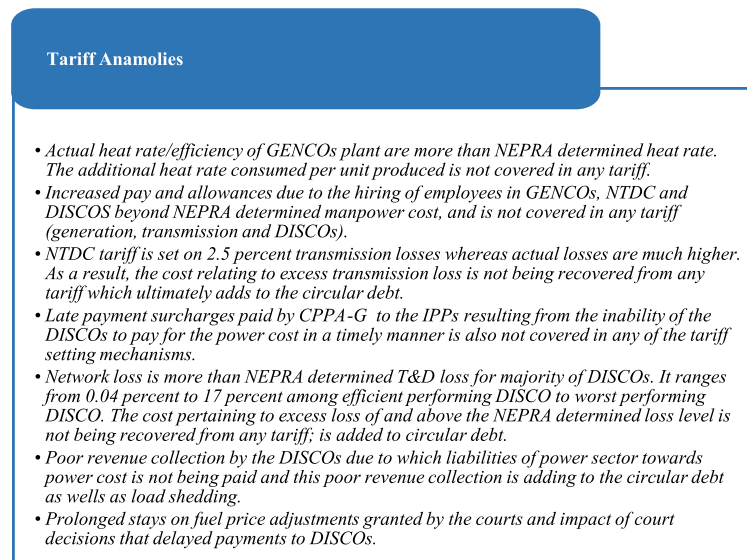 Tariff Anamolies
• Actual heat rate/efficiency of GENCOs plant are more than NEPRA determined heat rate.
The additional heat rate consumed per unit produced is not covered in any tariff.
• Increased pay and allowances due to the hiring of employees in GENCOs, NTDC and
DISCOS beyond NEPRA determined manpower cost, and is not covered in any tariff
(generation, transmission and DISCOs).
• NTDC tariff is set on 2.5 percent transmission losses whereas actual losses are much higher.
As a result, the cost relating to excess transmission loss is not being recovered from any
tariff which ultimately adds to the circular debt.
• Late payment surcharges paid by CPPA-G to the IPPs resulting from the inability of the
DISCOs to pay for the power cost in a timely manner is also not covered in any of the tariff
setting mechanisms.
• Network loss is more than NEPRA determined T&D loss for majority of DISCOs. It ranges
from 0.04 percent to 17 percent among efficient performing DISCO to worst performing
DISCO. The cost pertaining to excess loss of and above the NEPRA determined loss level is
not being recovered from any tariff; is added to circular debt.
• Poor revenue collection by the DISCOs due to which liabilities of power sector towards
power cost is not being paid and this poor revenue collection is adding to the circular debt
as wells as load shedding.
• Prolonged stays on fuel price adjustments granted by the courts and impact of court
decisions that delayed payments to DISCOs.